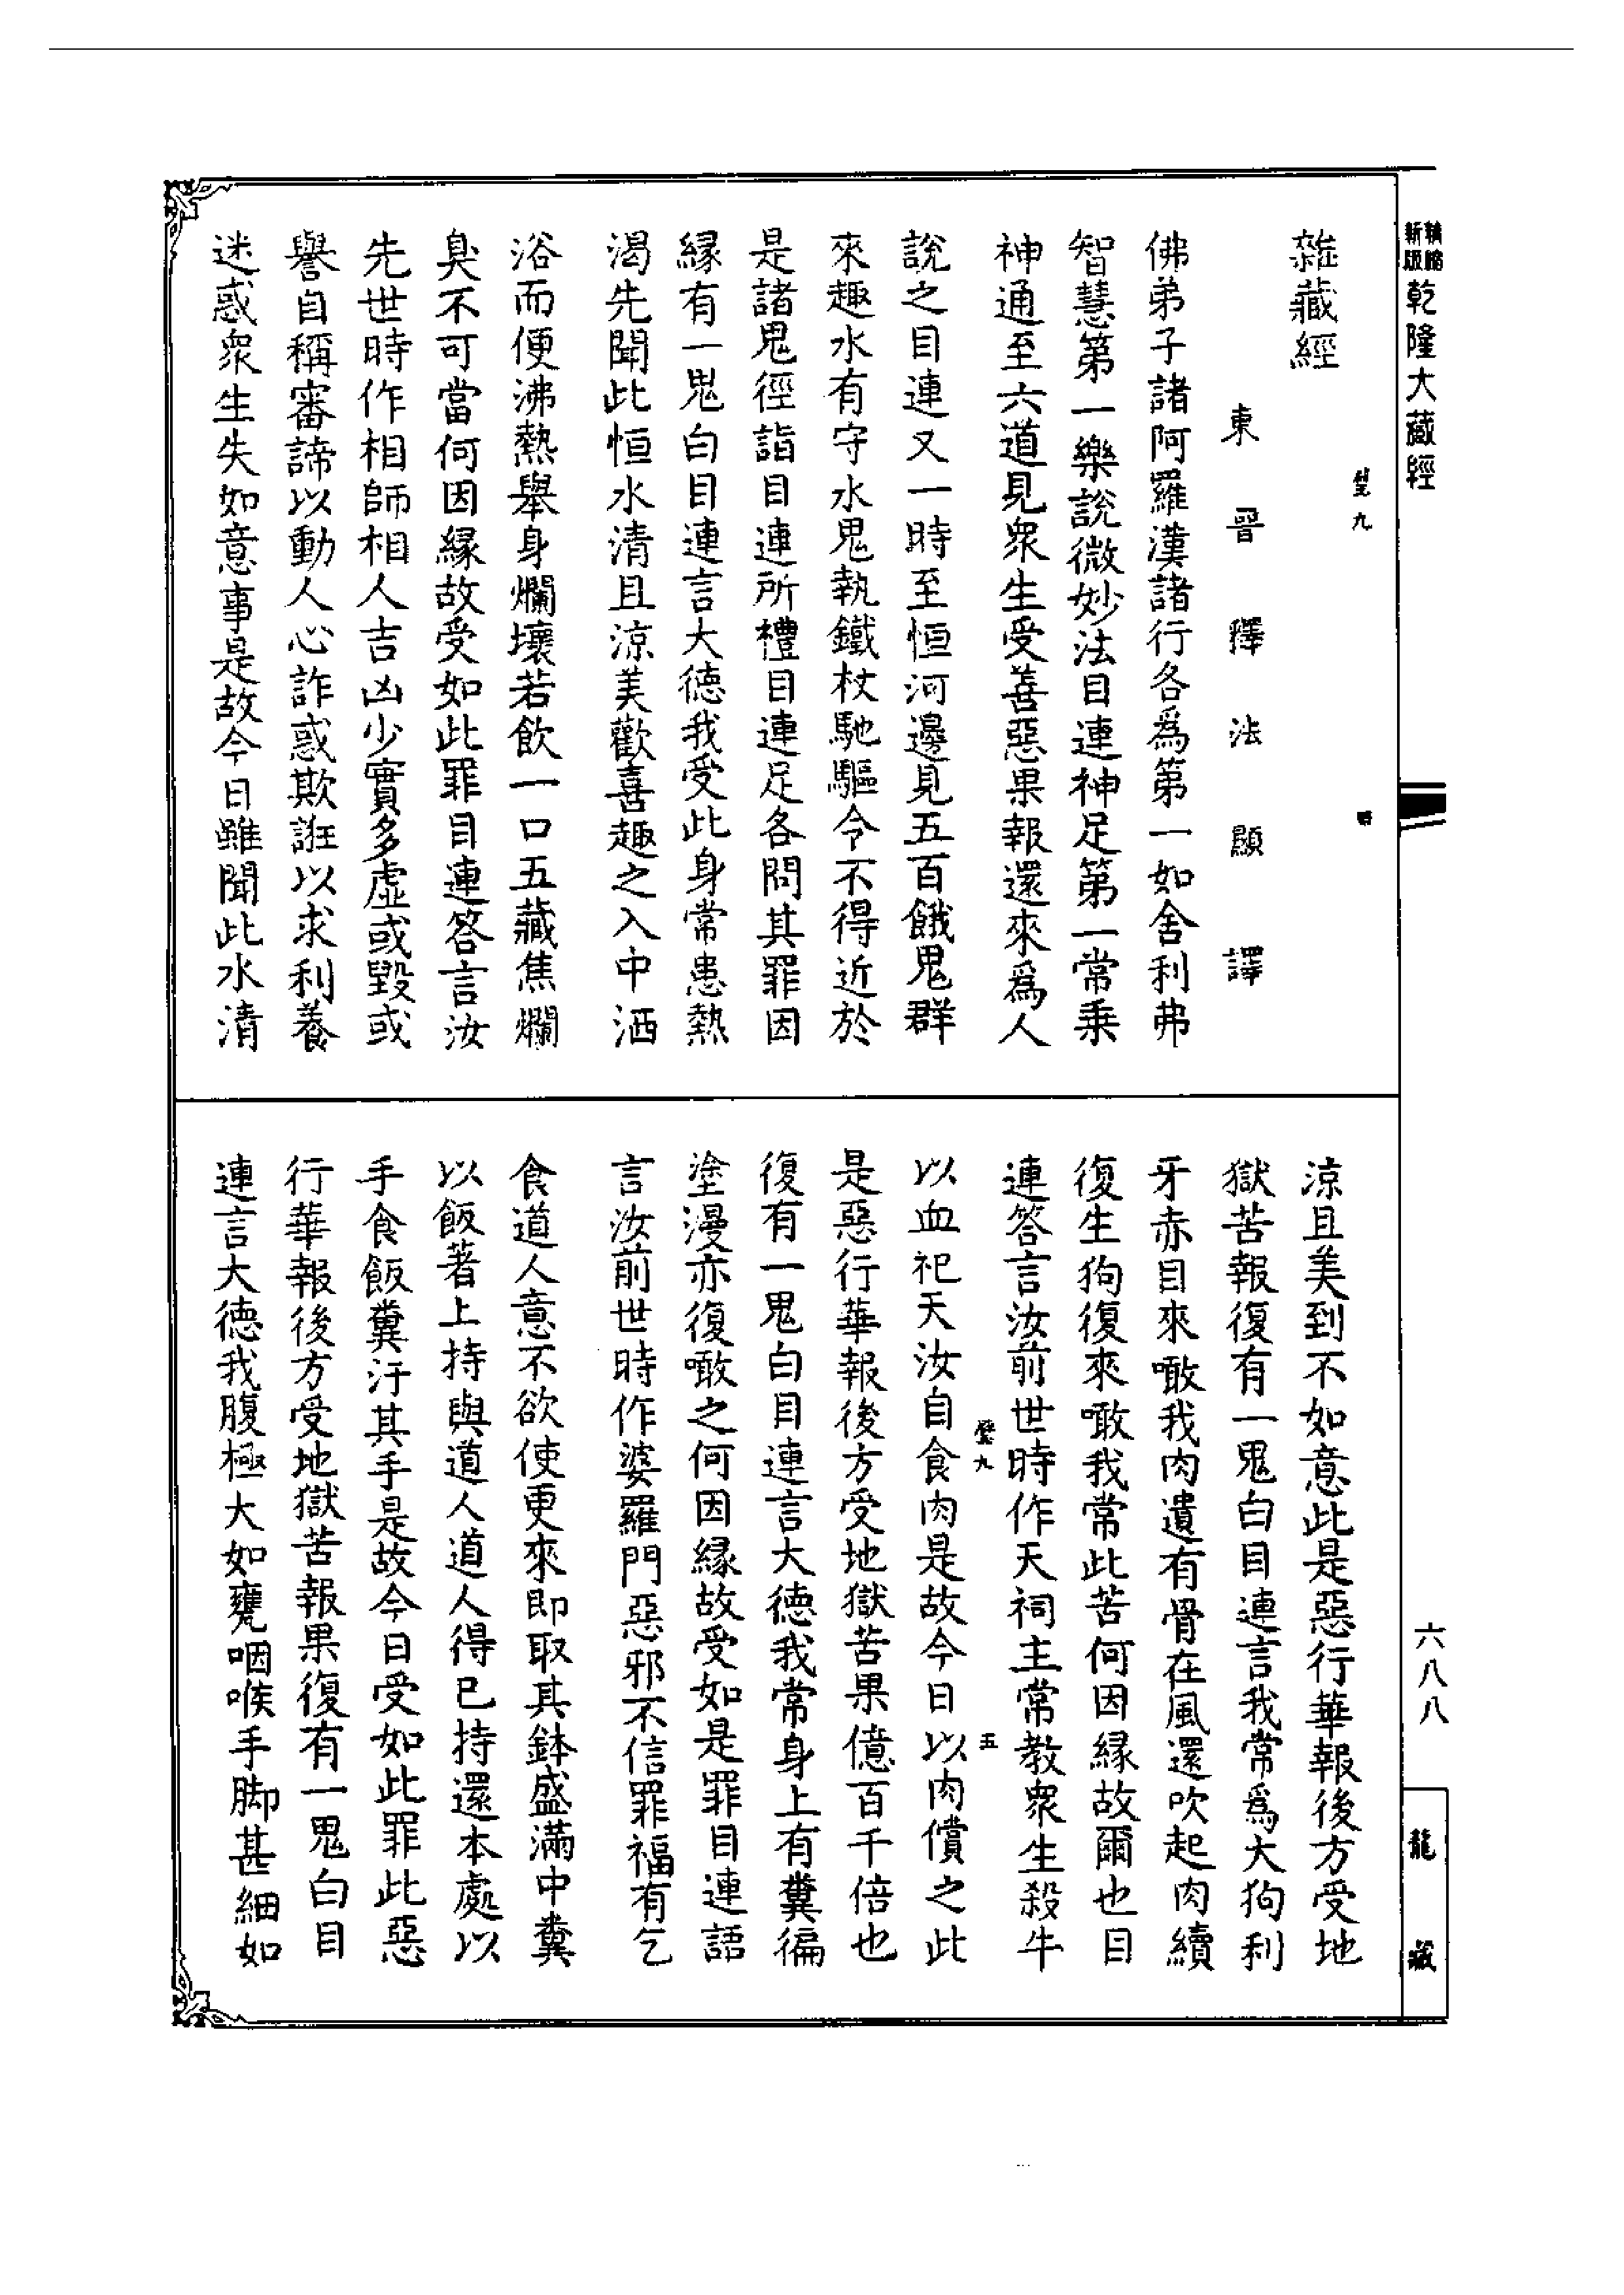 新編縮版乾隆大藏經
六八八
龍藏
璧九
四
雜藏經
東晉釋法顯譯
佛弟子諸阿羅漢諸行各為第一如舍利弗
智慧第一樂說微妙法目連神足第一常乗
神通至六道見衆生受善惡果報還來爲人
說之目連又一時至恒河邊見五百餓鬼群
來趣水有守水鬼執鐵杖馳驅令不得近於
是諸鬼徑詣目連所禮目連足各問其罪因
縁有一鬼白目連言大德我受此身常患熱
渴先聞此恒水清且涼美歡喜趣之入中洒
浴而便沸熱舉身爛壞若飲一口五藏焦爛
臭不可當何因縁故受如此罪目連答言汝
先世時作相師相人吉凶少實多虛或毀或
譽自稱審諦以動人心詐惑欺誑以求利養
迷惑衆生失如意事是故今日雖聞此水清
涼且美到不如意此是惡行華報後方受地
獄苦報復有一鬼白目連言我常爲大狗利
牙赤目來噉我肉遺有骨在風還吹起肉續
復生狗復來噉我常此苦何因縁故爾也目
連答言汝前世時作天祠主常教衆生殺牛
璧九
五
以血祀天汝自食肉是故今日以肉償之此
是惡行華報後方受地獄苦果億百千倍也
復有一鬼白目連言大德我常身上有糞徧
塗漫亦復噉之何因縁故受如是罪目連語
言汝前世時作婆羅門惡邪不信罪福有乞
食道人意不欲使更來即取其鉢盛滿中糞
以飯著上持與道人道人得已持還本處以
手食飯糞汙其手是故今日受如此罪此惡
行華報後方受地獄苦報果復有一鬼白目
連言大德我腹極大如甕咽喉手脚甚細如